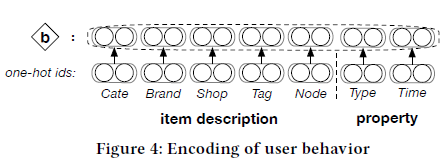 b :
one-hot ids:
Cate Brand Shop Tag Node Type Time
item description property
Figure 4: Encoding of user behavior